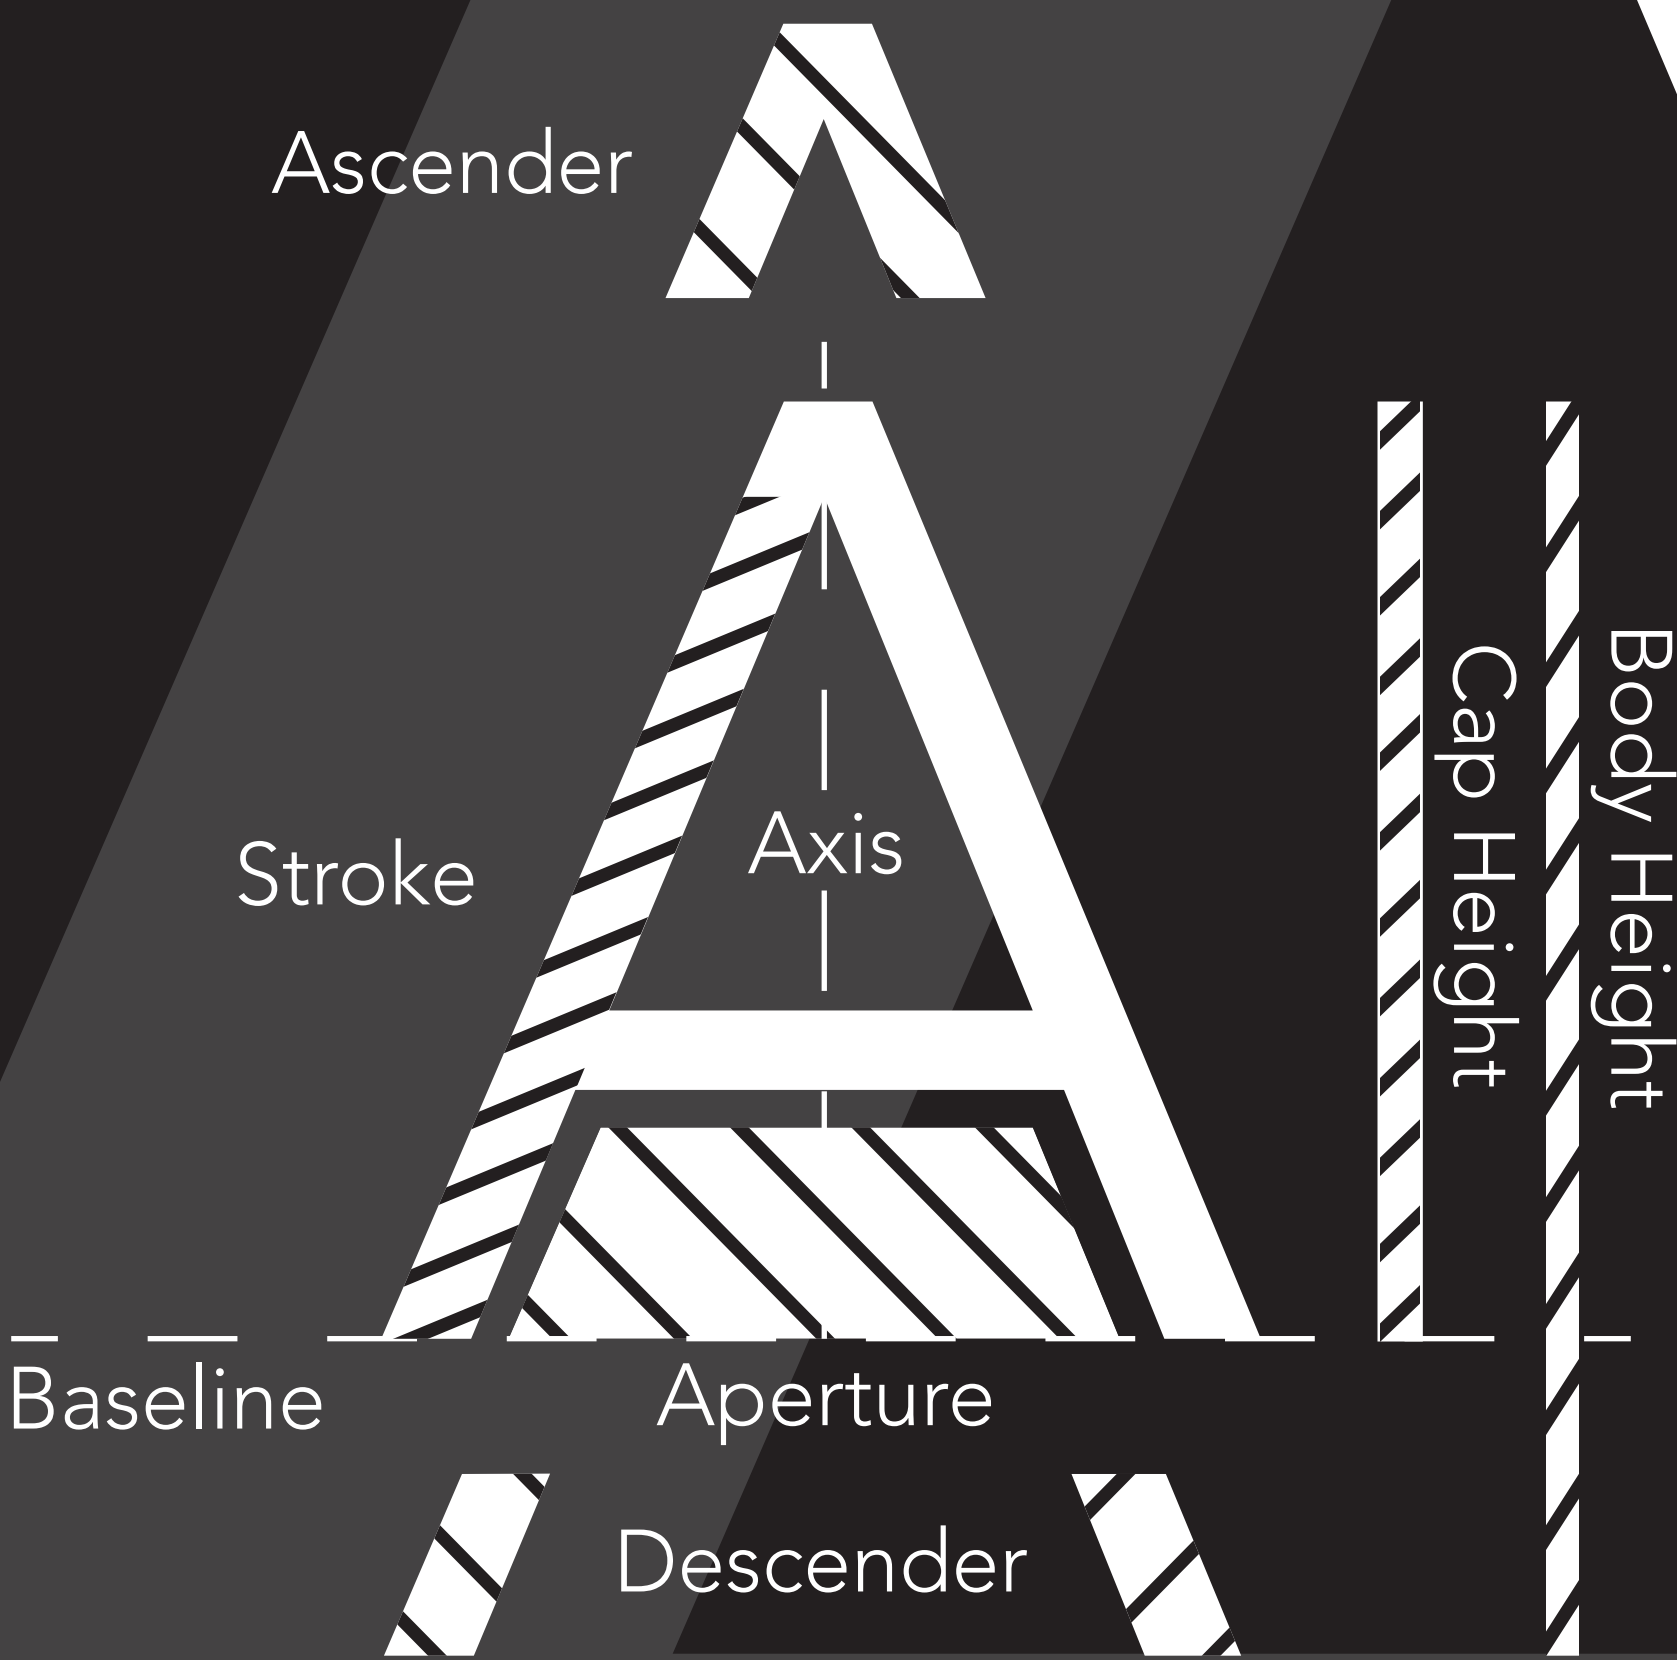 Ascender
Stroke
Axis
Cap Height
Body Height
Baseline
Aperture
Descender